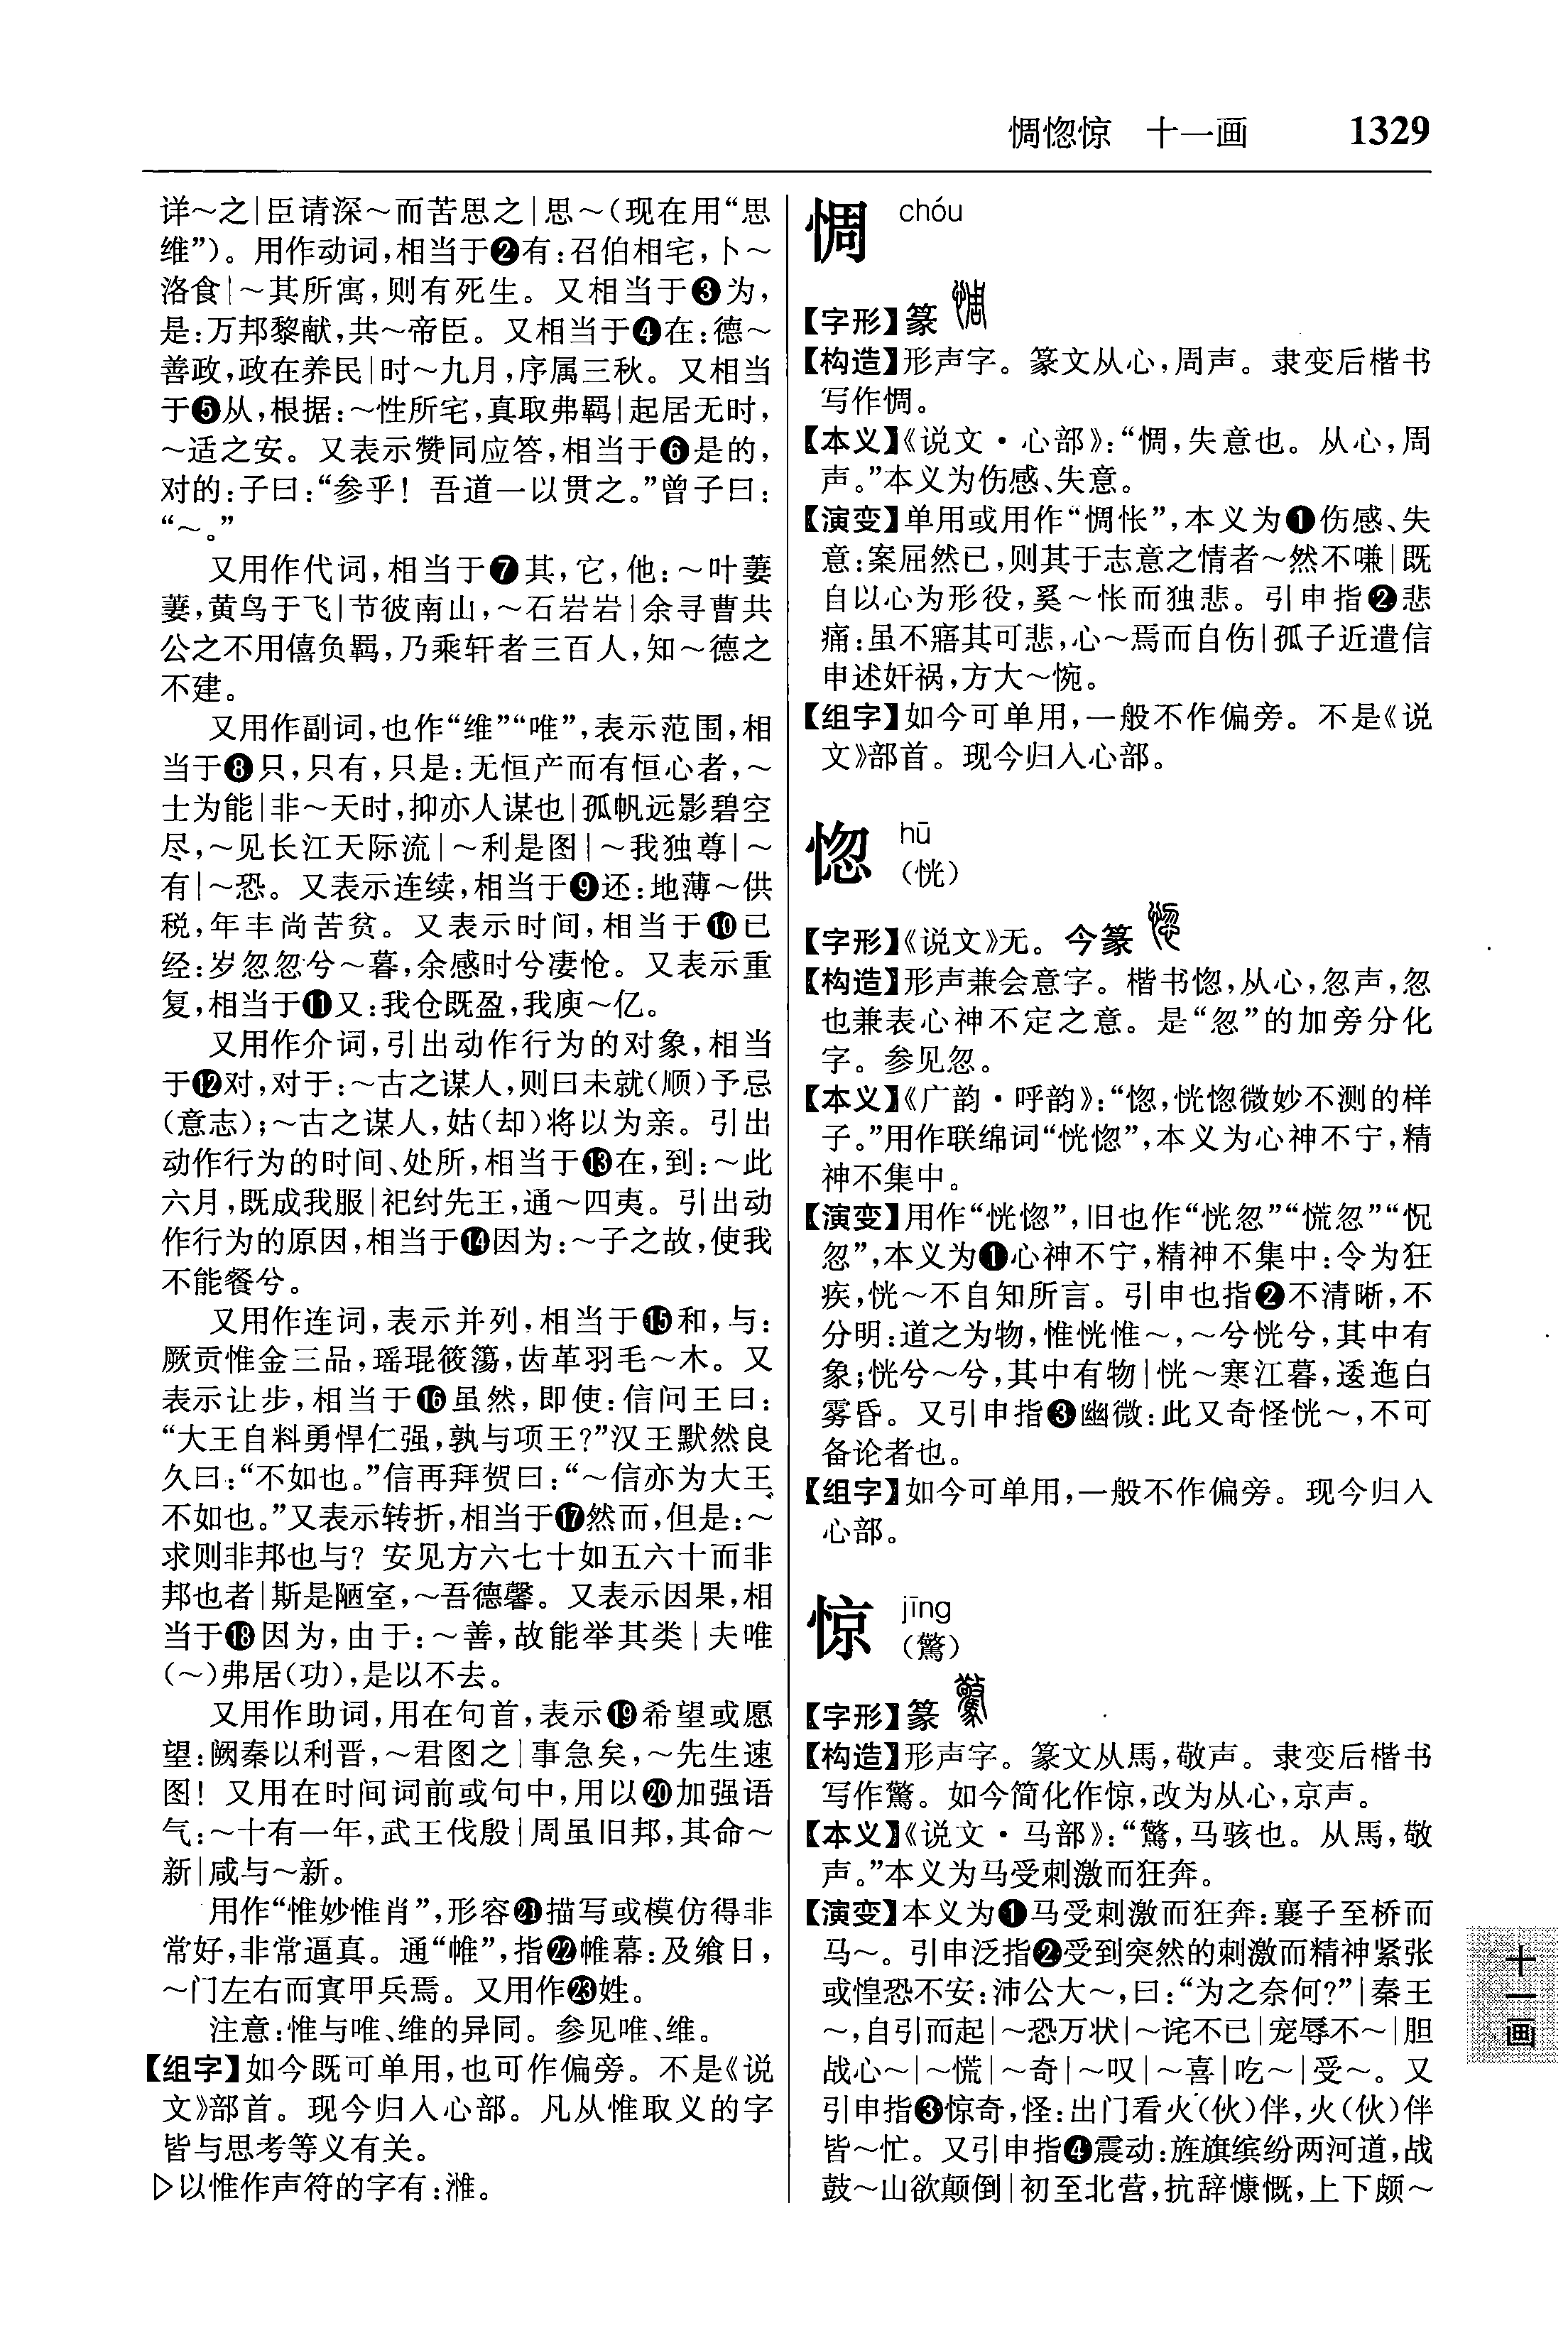 惆惚惊 十一画 1329
详～之|臣请深～而苦思之|思～(现在用“思
维”)。用作动词,相当于❷有:召伯相宅,卜～
洛食|～其所寓,则有死生。又相当于❸为,
是:万邦黎献,共～帝臣。又相当于❹在:德～
善政,政在养民|时～九月,序属三秋。又相当
于❺从,根据:～性所宅,真取弗羁|起居无时,
～适之安。又表示赞同应答,相当于❻是的,
对的:子曰:“参乎! 吾道一以贯之。”曾子曰:
“～。”
又用作代词,相当于❼其,它,他:～叶萋
萋,黄鸟于飞|节彼南山,～石岩岩|余寻曹共
公之不用僖负羁,乃乘轩者三百人,知～德之
不建。
又用作副词,也作“维”“唯”,表示范围,相
当于❽只,只有,只是:无恒产而有恒心者,～
士为能|非～天时,抑亦人谋也|孤帆远影碧空
尽,～见长江天际流|～利是图|～我独尊|～
有|～恐。又表示连续,相当于❾还:地薄～供
税,年丰尚苦贫。又表示时间,相当于❿已
经:岁忽忽兮～暮,余感时兮凄怆。又表示重
复,相当于⓫又:我仓既盈,我庾～亿。
又用作介词,引出动作行为的对象,相当
于⓬对,对于:～古之谋人,则曰未就(顺)予忌
(意志);～古之谋人,姑(却)将以为亲。引出
动作行为的时间、处所,相当于⓭在,到:～此
六月,既成我服|祀纣先王,通～四夷。引出动
作行为的原因,相当于⓮因为:～子之故,使我
不能餐兮。
又用作连词,表示并列,相当于⓯和,与:
厥贡惟金三品,瑶琨筱簜,齿革羽毛～木。又
表示让步,相当于⓰虽然,即使:信问王曰:
“大王自料勇悍仁强,孰与项王?”汉王默然良
久曰:“不如也。”信再拜贺曰:“～信亦为大王
不如也。”又表示转折,相当于⓱然而,但是:～
求则非邦也与? 安见方六七十如五六十而非
邦也者|斯是陋室,～吾德馨。又表示因果,相
当于⓲因为,由于:～善,故能举其类|夫唯
(～)弗居(功),是以不去。
又用作助词,用在句首,表示⓳希望或愿
望:阙秦以利晋,～君图之|事急矣,～先生速
图! 又用在时间词前或句中,用以⓴加强语
气:～十有一年,武王伐殷|周虽旧邦,其命～
新|咸与～新。
用作“惟妙惟肖”,形容㉑描写或模仿得非
常好,非常逼真。通“帷”,指㉒帷幕:及飨日,
～门左右而寘甲兵焉。又用作㉓姓。
注意:惟与唯、维的异同。参见唯、维。
【组字】如今既可单用,也可作偏旁。不是《说
文》部首。现今归入心部。凡从惟取义的字
皆与思考等义有关。
▷以惟作声符的字有:潍。
惆 chóu
【字形】篆
【构造】形声字。篆文从心,周声。隶变后楷书
写作惆。
【本义】《说文·心部》:“惆,失意也。从心,周
声。”本义为伤感、失意。
【演变】单用或用作“惆怅”,本义为❶伤感、失
意:案屈然已,则其于志意之情者～然不嗛|既
自以心为形役,奚～怅而独悲。引申指❷悲
痛:虽不寤其可悲,心～焉而自伤|孤子近遣信
申述奸祸,方大～惋。
【组字】如今可单用,一般不作偏旁。不是《说
文》部首。现今归入心部。
惚 hū
(恍)
【字形】《说文》无。今篆
【构造】形声兼会意字。楷书惚,从心,忽声,忽
也兼表心神不定之意。是“忽”的加旁分化
字。参见忽。
【本义】《广韵·呼韵》:“惚,恍惚微妙不测的样
子。”用作联绵词“恍惚”,本义为心神不宁,精
神不集中。
【演变】用作“恍惚”,旧也作“恍忽”“慌忽”“怳
忽”,本义为❶心神不宁,精神不集中:令为狂
疾,恍～不自知所言。引申也指❷不清晰,不
分明:道之为物,惟恍惟～,～兮恍兮,其中有
象;恍兮～兮,其中有物|恍～寒江暮,逶迤白
雾昏。又引申指❸幽微:此又奇怪恍～,不可
备论者也。
【组字】如今可单用,一般不作偏旁。现今归入
心部。
惊 jīng
(驚)
【字形】篆
【构造】形声字。篆文从馬,敬声。隶变后楷书
写作驚。如今简化作惊,改为从心,京声。
【本义】《说文·马部》:“驚,马骇也。从馬,敬
声。”本义为马受刺激而狂奔。
【演变】本义为❶马受刺激而狂奔:襄子至桥而
马～。引申泛指❷受到突然的刺激而精神紧张
或惶恐不安:沛公大～,曰:“为之奈何?”|秦王
～,自引而起|～恐万状|～诧不已|宠辱不～|胆
战心～|～慌|～奇|～叹|～喜|吃～|受～。又
引申指❸惊奇,怪:出门看火(伙)伴,火(伙)伴
皆～忙。又引申指❹震动:旌旗缤纷两河道,战
鼓～山欲颠倒|初至北营,抗辞慷慨,上下颇～
十一画